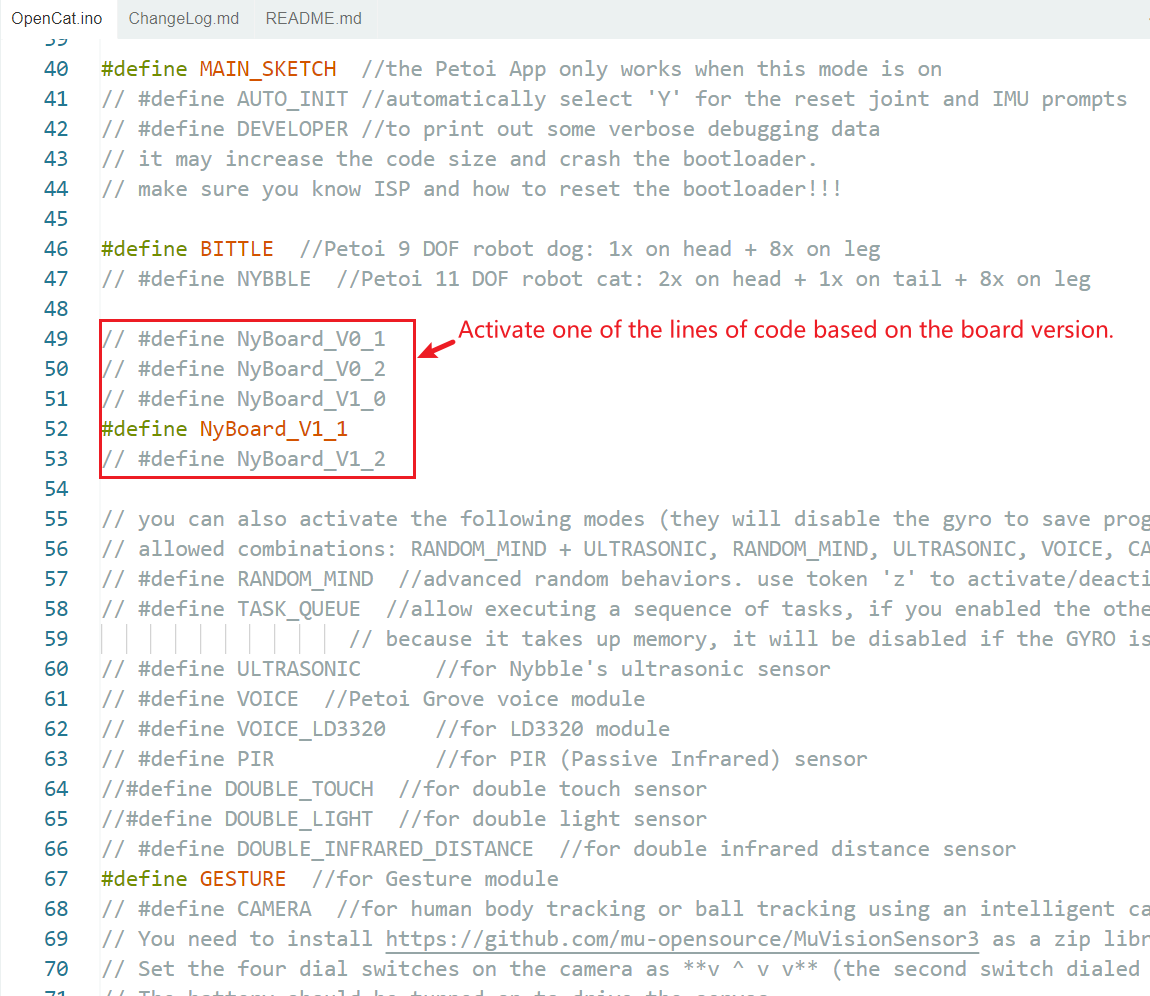 OpenCat.ino ChangeLog.md README.md
39
40 #define MAIN_SKETCH //the Petoi App only works when this mode is on
41 // #define AUTO_INIT //automatically select 'Y' for the reset joint and IMU prompts
42 // #define DEVELOPER //to print out some verbose debugging data
43 // it may increase the code size and crash the bootloader.
44 // make sure you know ISP and how to reset the bootloader!!!
45
46 #define BITTLE //Petoi 9 DOF robot dog: 1x on head + 8x on leg
47 // #define NYBBLE //Petoi 11 DOF robot cat: 2x on head + 1x on tail + 8x on leg
48
Activate one of the lines of code based on the board version.
49 // #define NyBoard_V0_1
50 // #define NyBoard_V0_2
51 // #define NyBoard_V1_0
52 #define NyBoard_V1_1
53 // #define NyBoard_V1_2
54
55 // you can also activate the following modes (they will disable the gyro to save prog
56 // allowed combinations: RANDOM_MIND + ULTRASONIC, RANDOM_MIND, ULTRASONIC, VOICE, CA
57 // #define RANDOM_MIND //advanced random behaviors. use token 'z' to activate/deacti
58 // #define TASK_QUEUE //allow executing a sequence of tasks, if you enabled the othe
59 // because it takes up memory, it will be disabled if the GYRO is
60 // #define ULTRASONIC //for Nybble's ultrasonic sensor
61 // #define VOICE //Petoi Grove voice module
62 // #define VOICE_LD3320 //for LD3320 module
63 // #define PIR //for PIR (Passive Infrared) sensor
64 //#define DOUBLE_TOUCH //for double touch sensor
65 //#define DOUBLE_LIGHT //for double light sensor
66 // #define DOUBLE_INFRARED_DISTANCE //for double infrared distance sensor
67 #define GESTURE //for Gesture module
68 // #define CAMERA //for human body tracking or ball tracking using an intelligent ca
69 // You need to install https://github.com/mu-opensource/MuVisionSensor3 as a zip libr
70 // Set the four dial switches on the camera as **v ^ v v** (the second switch dialed
71 // The battery should be turned on to drive the servos.